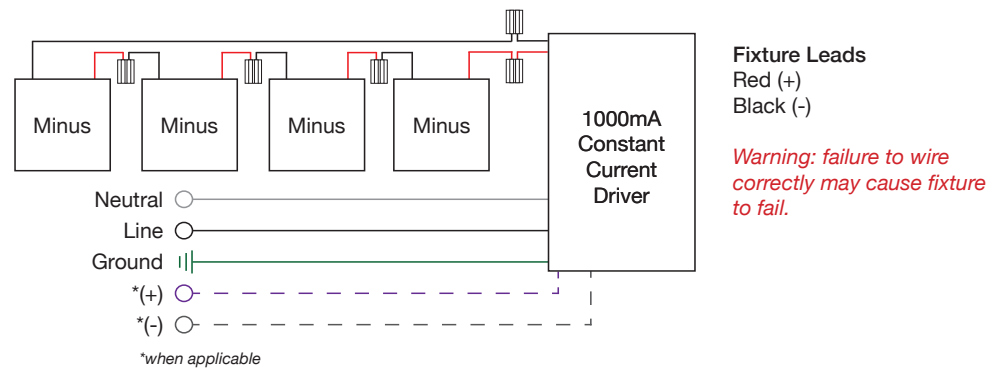 Minus
Minus
Minus
Minus
1000mA
Constant
Current
Driver
Fixture Leads
Red (+)
Black (-)
Warning: failure to wire
correctly may cause fixture
to fail.
Neutral
Line
Ground
*(+)
*(-)
*when applicable